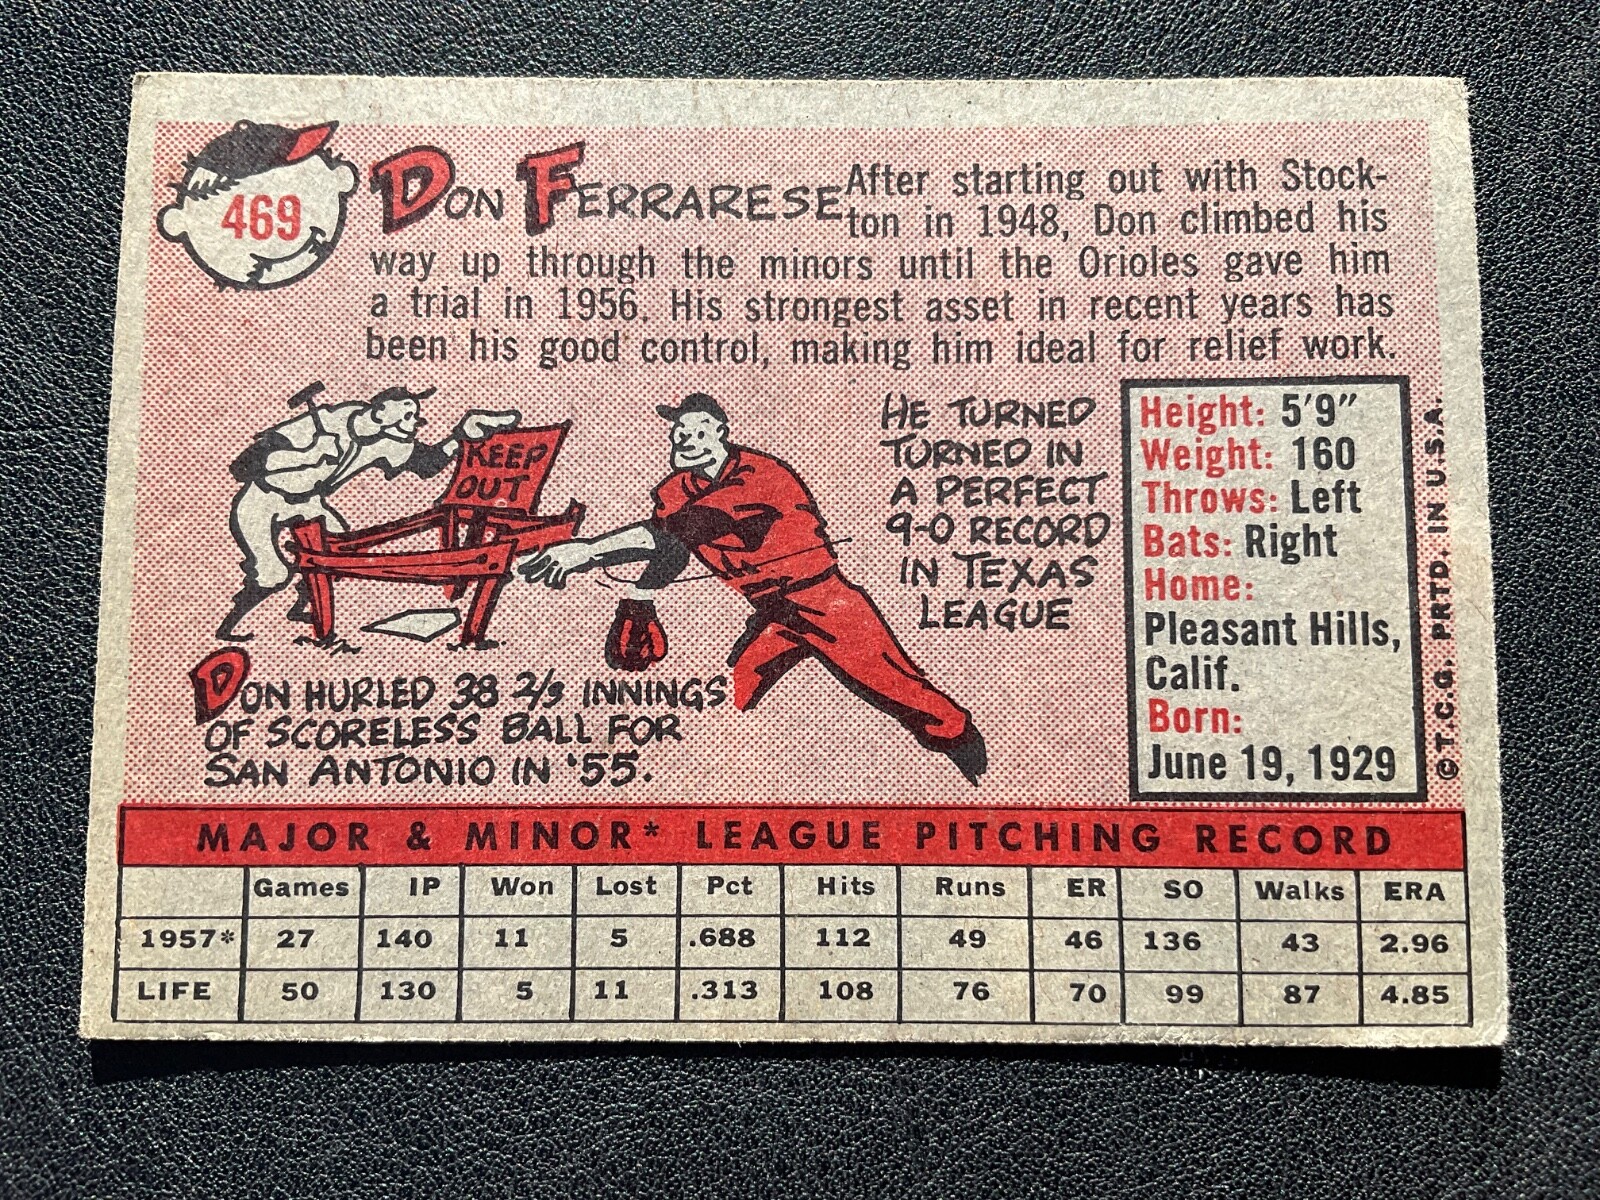 469
DON FERRARESE
After starting out with Stock-
ton in 1948, Don climbed his
way up through the minors until the Orioles gave him
a trial in 1956. His strongest asset in recent years has
been his good control, making him ideal for relief work.
KEEP
OUT
HE TURNED
TURNED IN
A PERFECT
9-0 RECORD
IN TEXAS
LEAGUE
DON HURLED 38 2/3 INNINGS
OF SCORELESS BALL FOR
SAN ANTONIO IN '55.
Height: 5'9"
Weight: 160
Throws: Left
Bats: Right
Home:
Pleasant Hills,
Calif.
Born:
June 19, 1929
© T.C.G. PRTD. IN U.S.A.
MAJOR & MINOR* LEAGUE PITCHING RECORD
Games IP Won Lost Pct Hits Runs ER SO Walks ERA
1957* 27 140 11 5 .688 112 49 46 136 43 2.96
LIFE 50 130 5 11 .313 108 76 70 99 87 4.85